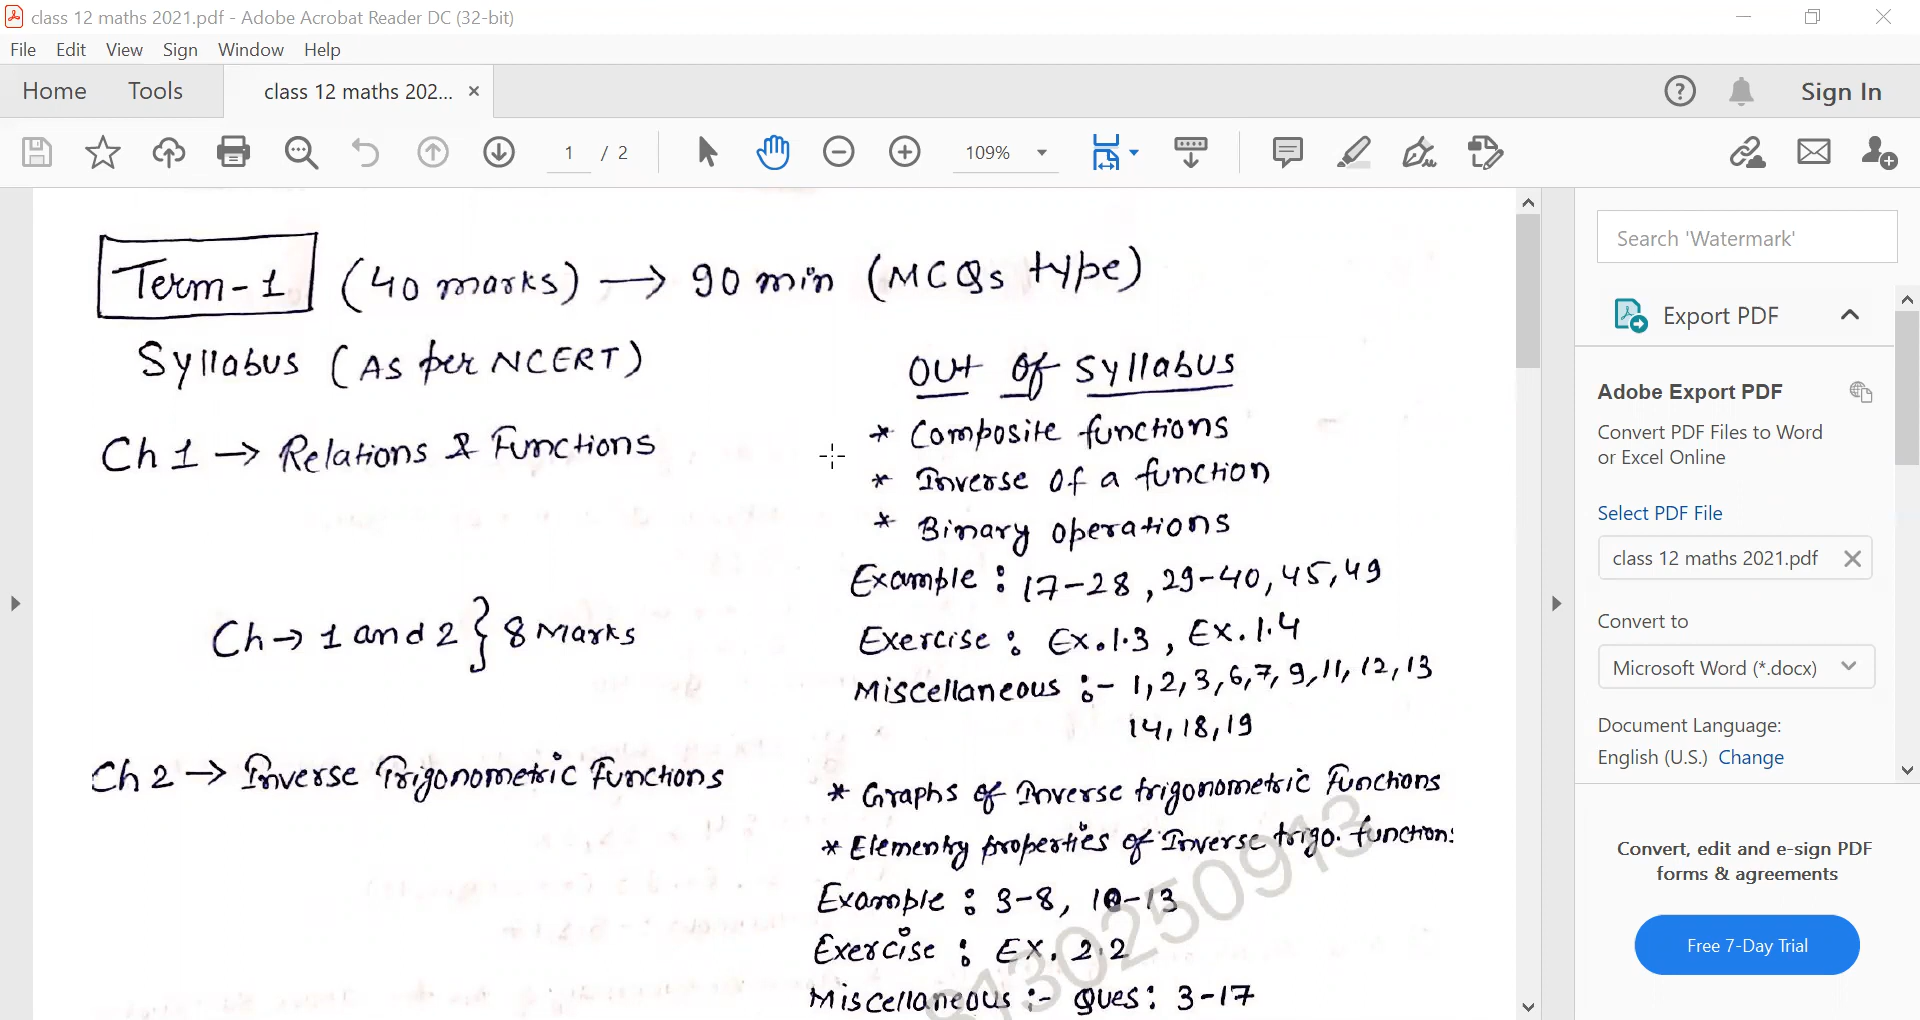 class 12 maths 2021.pdf - Adobe Acrobat Reader DC (32-bit)
File Edit View Sign Window Help
Home Tools class 12 maths 202... × Sign In
1 / 2 109%
Term-1 (40 marks) → 90 min (MCQs type)
Syllabus (As per NCERT)
Ch 1 → Relations & Functions
Ch → 1 and 2 } 8 Marks
Ch 2 → Inverse Trigonometric Functions
Out of Syllabus
* Composite functions
* Inverse of a function
* Binary operations
Example : 17-28, 29-40, 45, 49
Exercise : Ex. 1.3, Ex. 1.4
Miscellaneous :- 1, 2, 3, 6, 7, 9, 11, 12, 13
14, 18, 19
* Graphs of Inverse trigonometric Functions
* Elementry properties of Inverse trigo. function:
Example : 3-8, 10-13
Exercise : EX. 2.2
Miscellaneous :- Ques : 3-17
8130250913
Search 'Watermark'
Export PDF
Adobe Export PDF
Convert PDF Files to Word
or Excel Online
Select PDF File
class 12 maths 2021.pdf
Convert to
Microsoft Word (*.docx)
Document Language:
English (U.S.) Change
Convert, edit and e-sign PDF
forms & agreements
Free 7-Day Trial